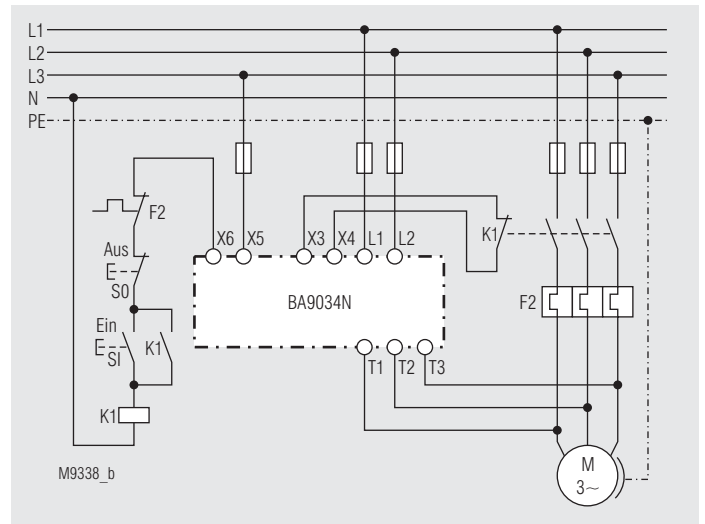 L1
L2
L3
N
PE
F2
X6 X5 X3 X4 L1 L2
K1
Aus
S0
BA9034N
F2
Ein
SI
K1
T1 T2 T3
K1
M9338_b
M
3~